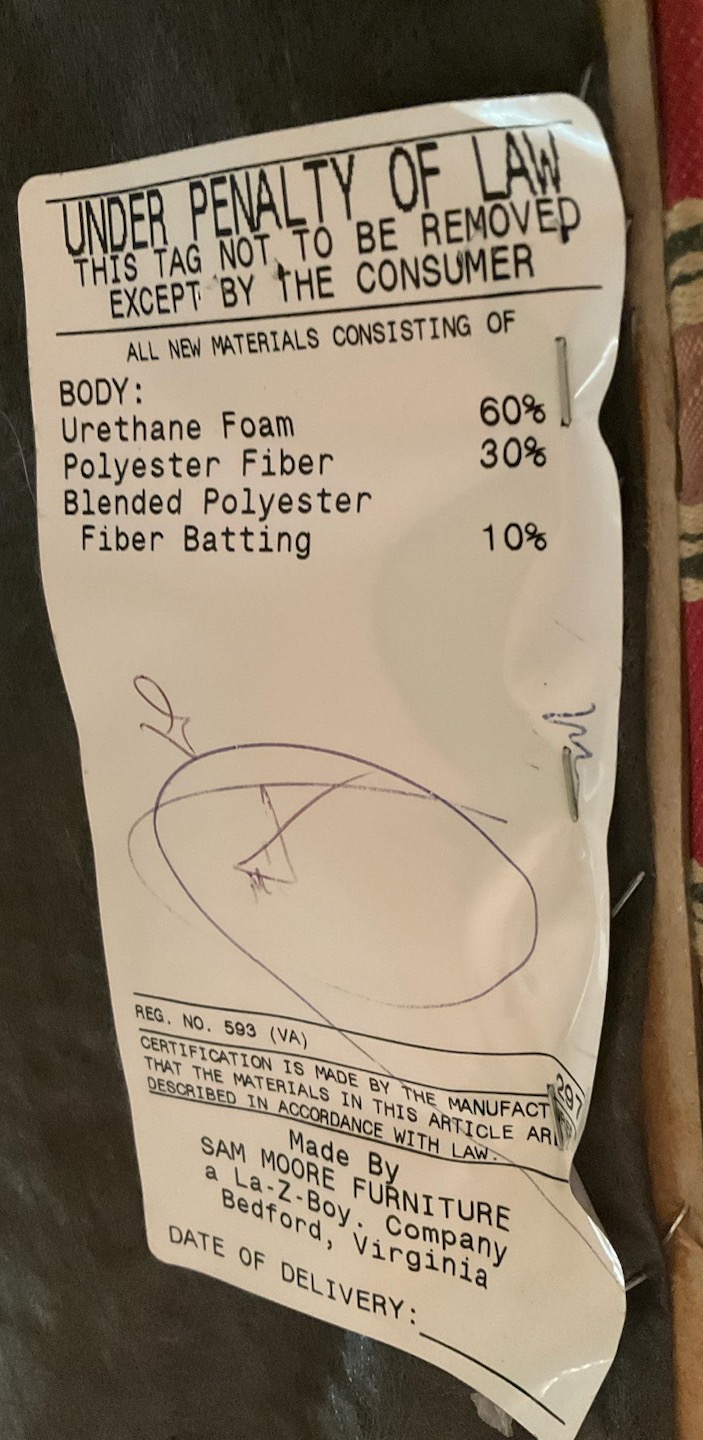 UNDER PENALTY OF LAW
THIS TAG NOT TO BE REMOVED
EXCEPT BY THE CONSUMER
ALL NEW MATERIALS CONSISTING OF
BODY:
Urethane Foam 60%
Polyester Fiber 30%
Blended Polyester
Fiber Batting 10%
REG. NO. 593 (VA)
CERTIFICATION IS MADE BY THE MANUFACT
THAT THE MATERIALS IN THIS ARTICLE AR
DESCRIBED IN ACCORDANCE WITH LAW.
297
Made By
SAM MOORE FURNITURE
a La-Z-Boy. Company
Bedford, Virginia
DATE OF DELIVERY: